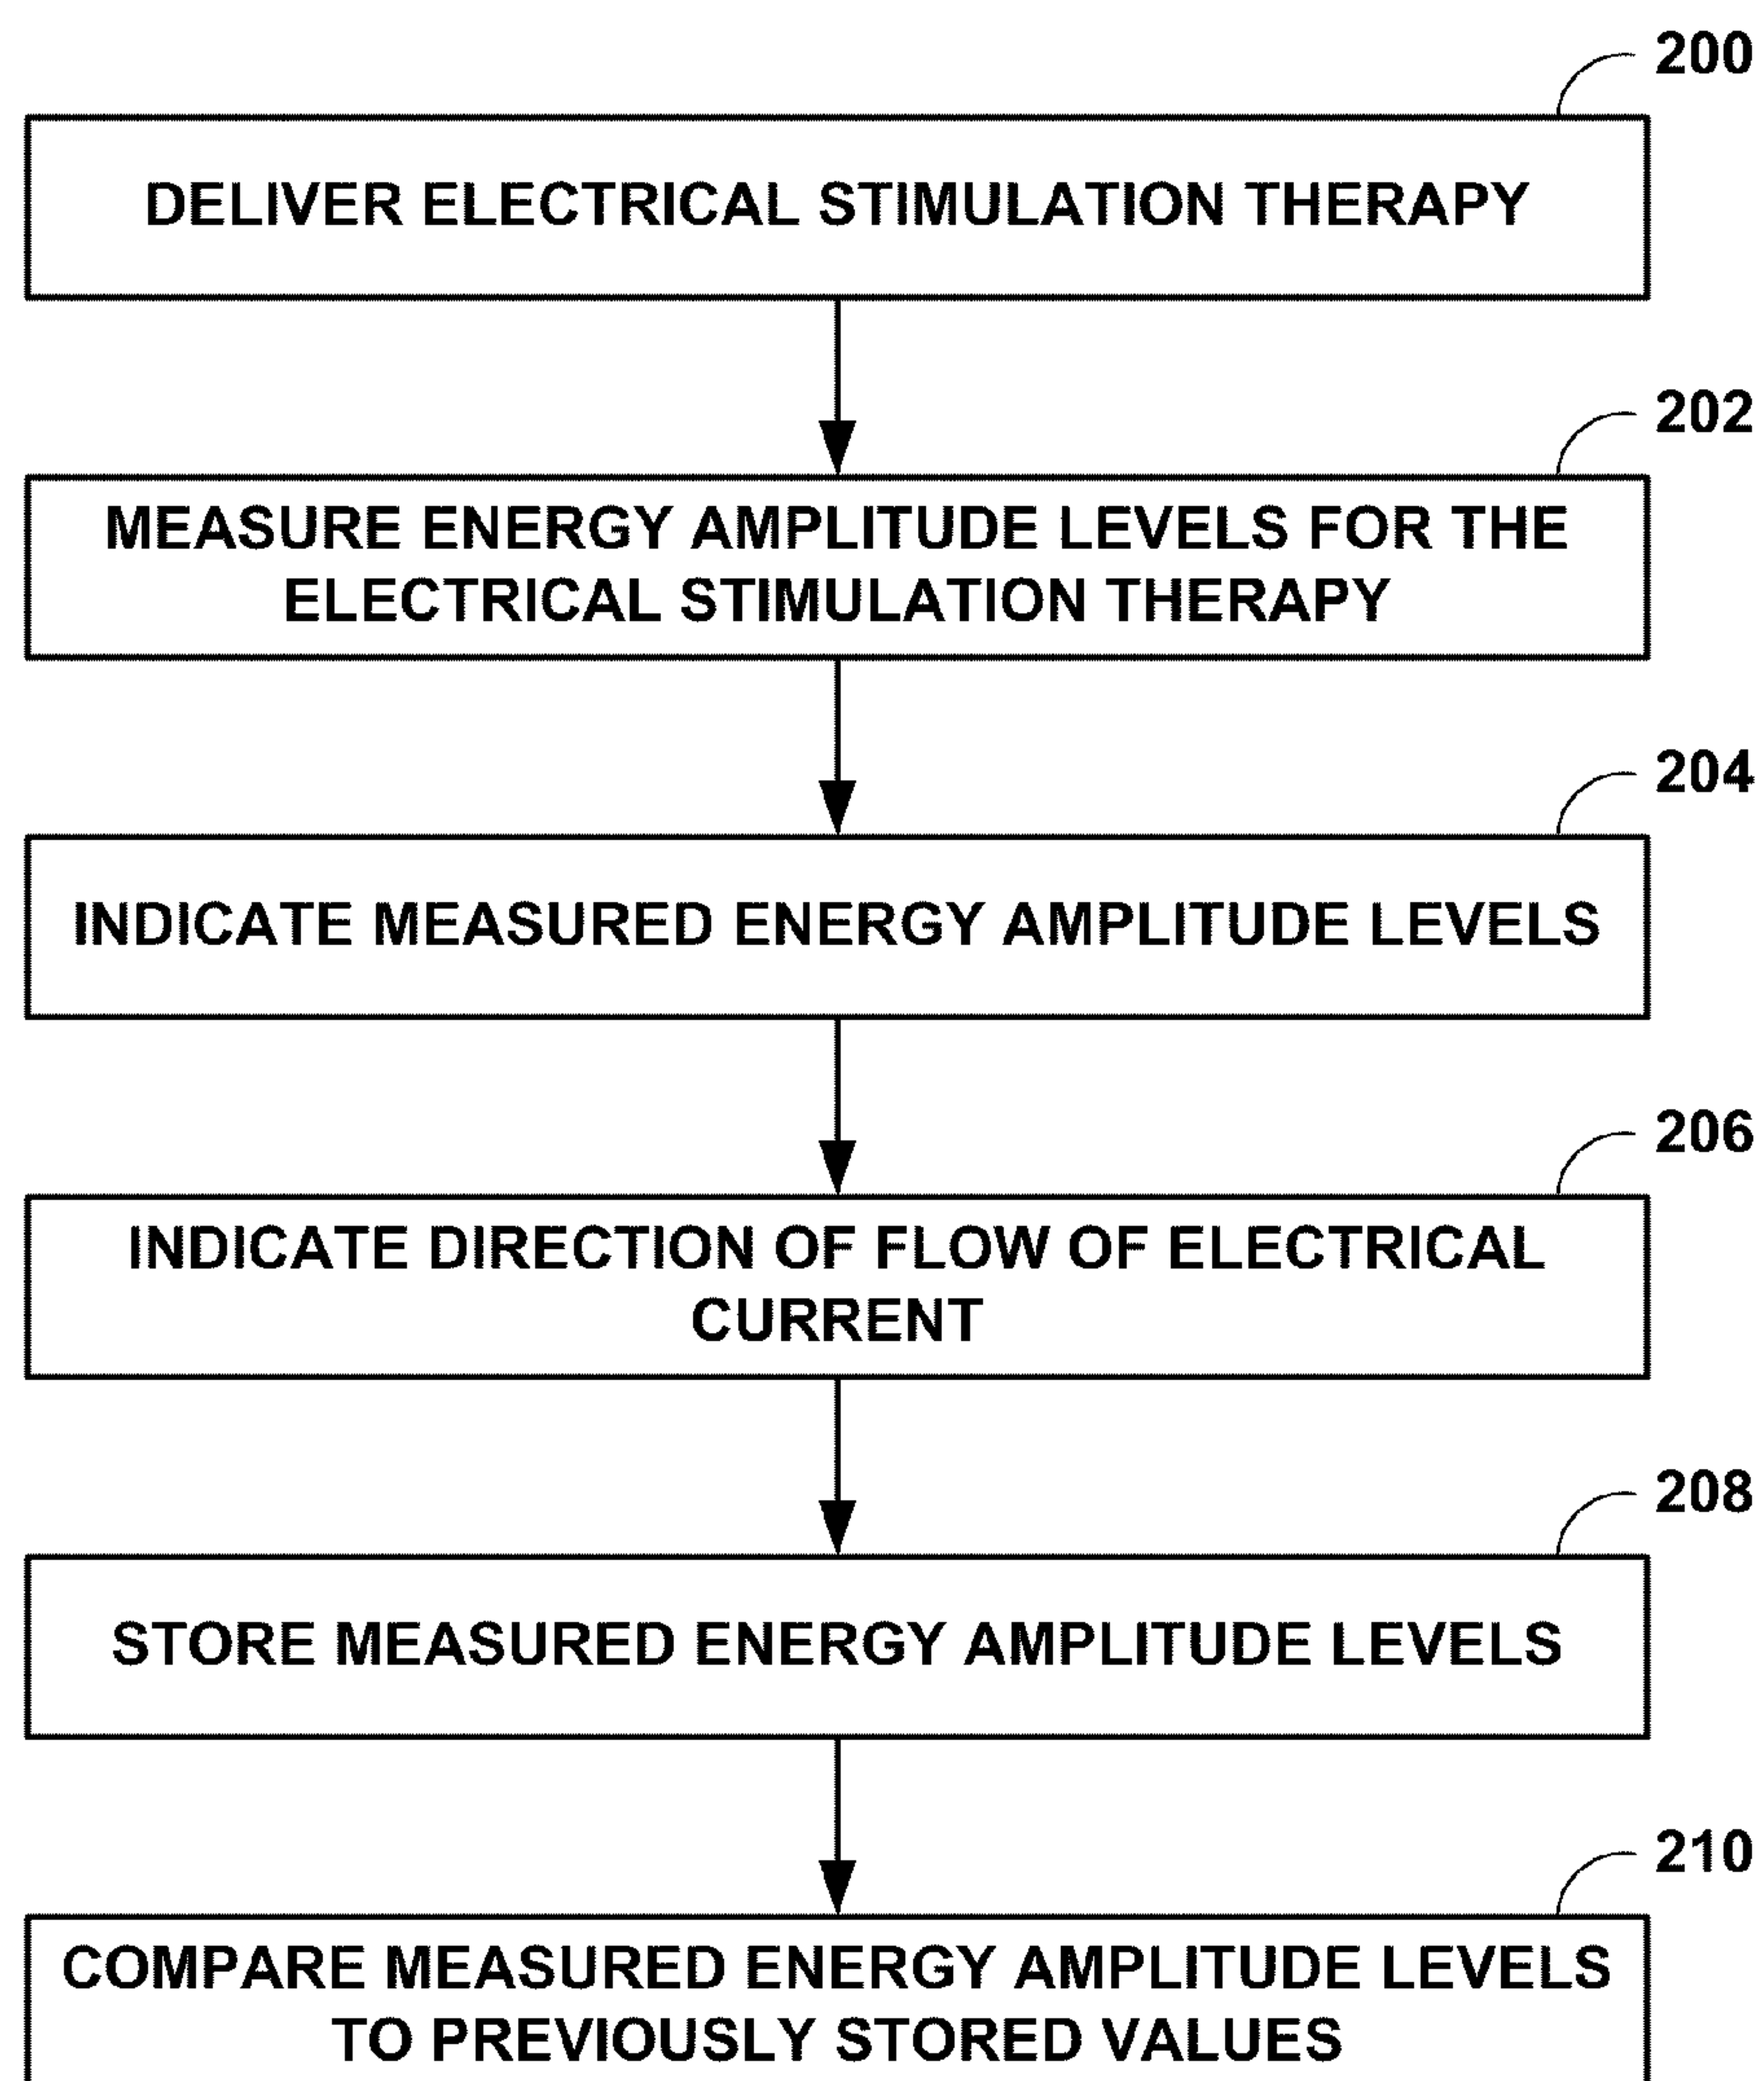 200
DELIVER ELECTRICAL STIMULATION THERAPY
202
MEASURE ENERGY AMPLITUDE LEVELS FOR THE
ELECTRICAL STIMULATION THERAPY
204
INDICATE MEASURED ENERGY AMPLITUDE LEVELS
206
INDICATE DIRECTION OF FLOW OF ELECTRICAL
CURRENT
208
STORE MEASURED ENERGY AMPLITUDE LEVELS
210
COMPARE MEASURED ENERGY AMPLITUDE LEVELS
TO PREVIOUSLY STORED VALUES